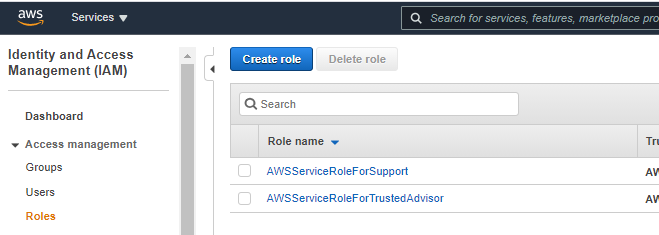 aws
Services
Search for services, features, marketplace pro
Identity and Access
Management (IAM)
Dashboard
Access management
Groups
Users
Roles
Create role
Delete role
Search
Role name
Tru
AWSServiceRoleForSupport
AW
AWSServiceRoleForTrustedAdvisor
AW